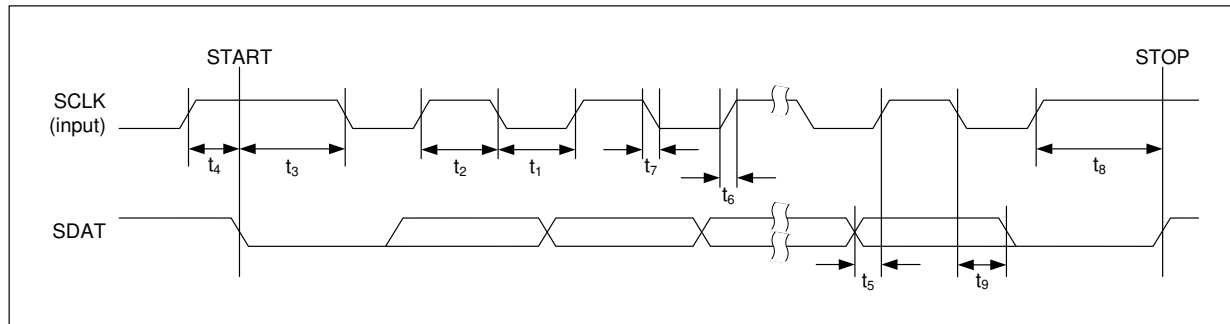 START STOP
SCLK
(input)
t4 t3 t2 t1 t7 t8
t6
SDAT
t5 t9